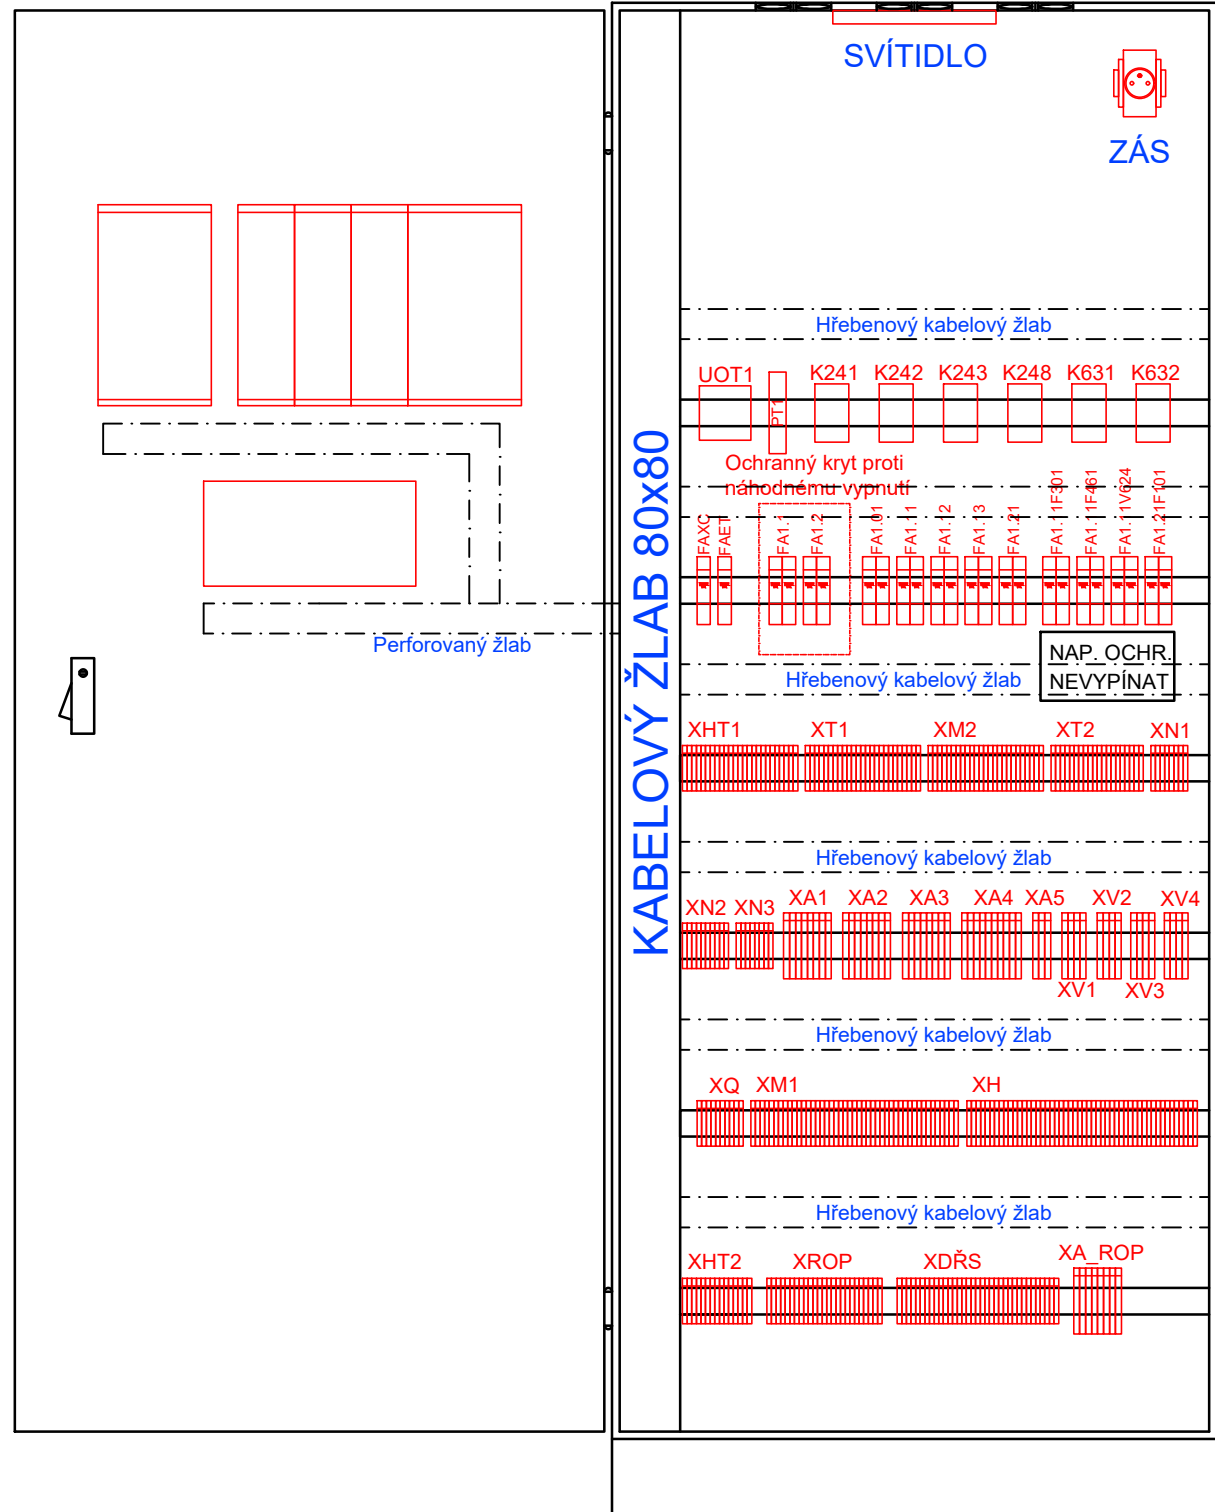 SVÍTIDLO
ZÁS
Hřebenový kabelový žlab
UOT1
PT1
K241
K242
K243
K248
K631
K632
Ochranný kryt proti
náhodnému vypnutí
FAXC
FAET
FA1.1
FA1.2
FA1.01
FA1.11
FA1.12
FA1.13
FA1.21
FA1.11F301
FA1.11F461
FA1.11V624
FA1.21F101
KABELOVÝ ŽLAB 80x80
Perforovaný žlab
NAP. OCHR.
NEVYPÍNAT
Hřebenový kabelový žlab
XHT1
XT1
XM2
XT2
XN1
Hřebenový kabelový žlab
XN2
XN3
XA1
XA2
XA3
XA4
XA5
XV2
XV4
XV1
XV3
Hřebenový kabelový žlab
XQ
XM1
XH
Hřebenový kabelový žlab
XHT2
XROP
XDŘS
XA_ROP